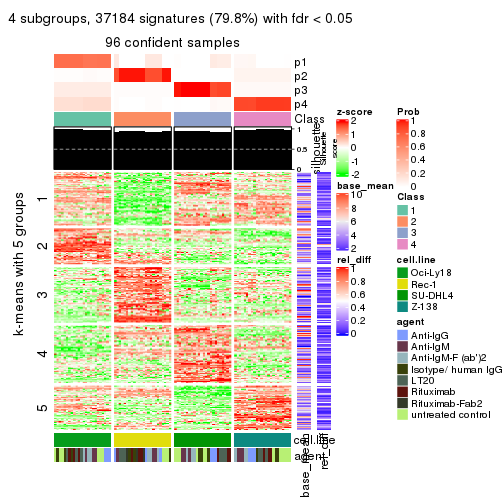 4 subgroups, 37184 signatures (79.8%) with fdr < 0.05
96 confident samples
p1
p2
p3
p4
Class
1
0.5
0
silhouette
Silhouette
score
k-means with 5 groups
1
2
3
4
5
cell.line
agent
base_mean
rel_diff
z-score
2
1
0
-1
-2
base_mean
10
8
6
4
2
rel_diff
1
0.8
0.6
0.4
0.2
0
Prob
1
0.8
0.6
0.4
0.2
0
Class
1
2
3
4
cell.line
Oci-Ly18
Rec-1
SU-DHL4
Z-138
agent
Anti-IgG
Anti-IgM
Anti-IgM-F(ab')2
Isotype/ human IgG
LT20
Rituximab
Rituximab-Fab2
untreated control